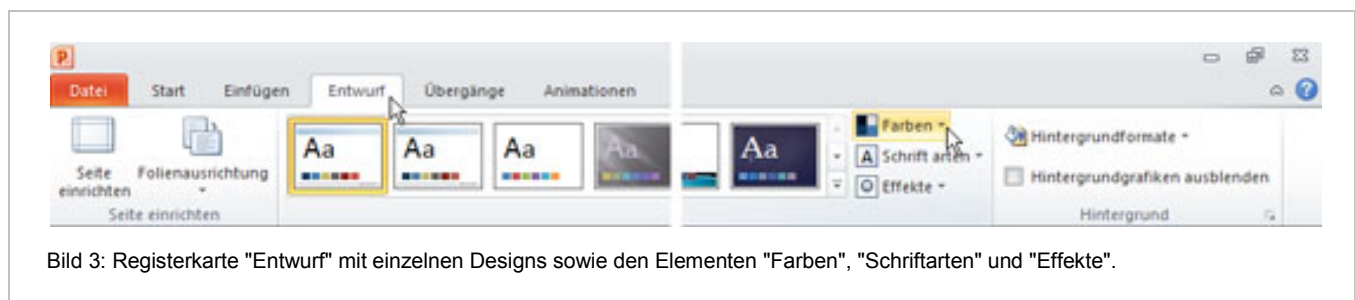 P
Datei Start Einfügen Entwurf Übergänge Animationen
Aa Aa Aa Aa Aa
Farben
Schriftarten
Effekte
Hintergrundformate
Hintergrundgrafiken ausblenden
Seite einrichten
Folienausrichtung
Seite einrichten
Hintergrund
Bild 3: Registerkarte "Entwurf" mit einzelnen Designs sowie den Elementen "Farben", "Schriftarten" und "Effekte".